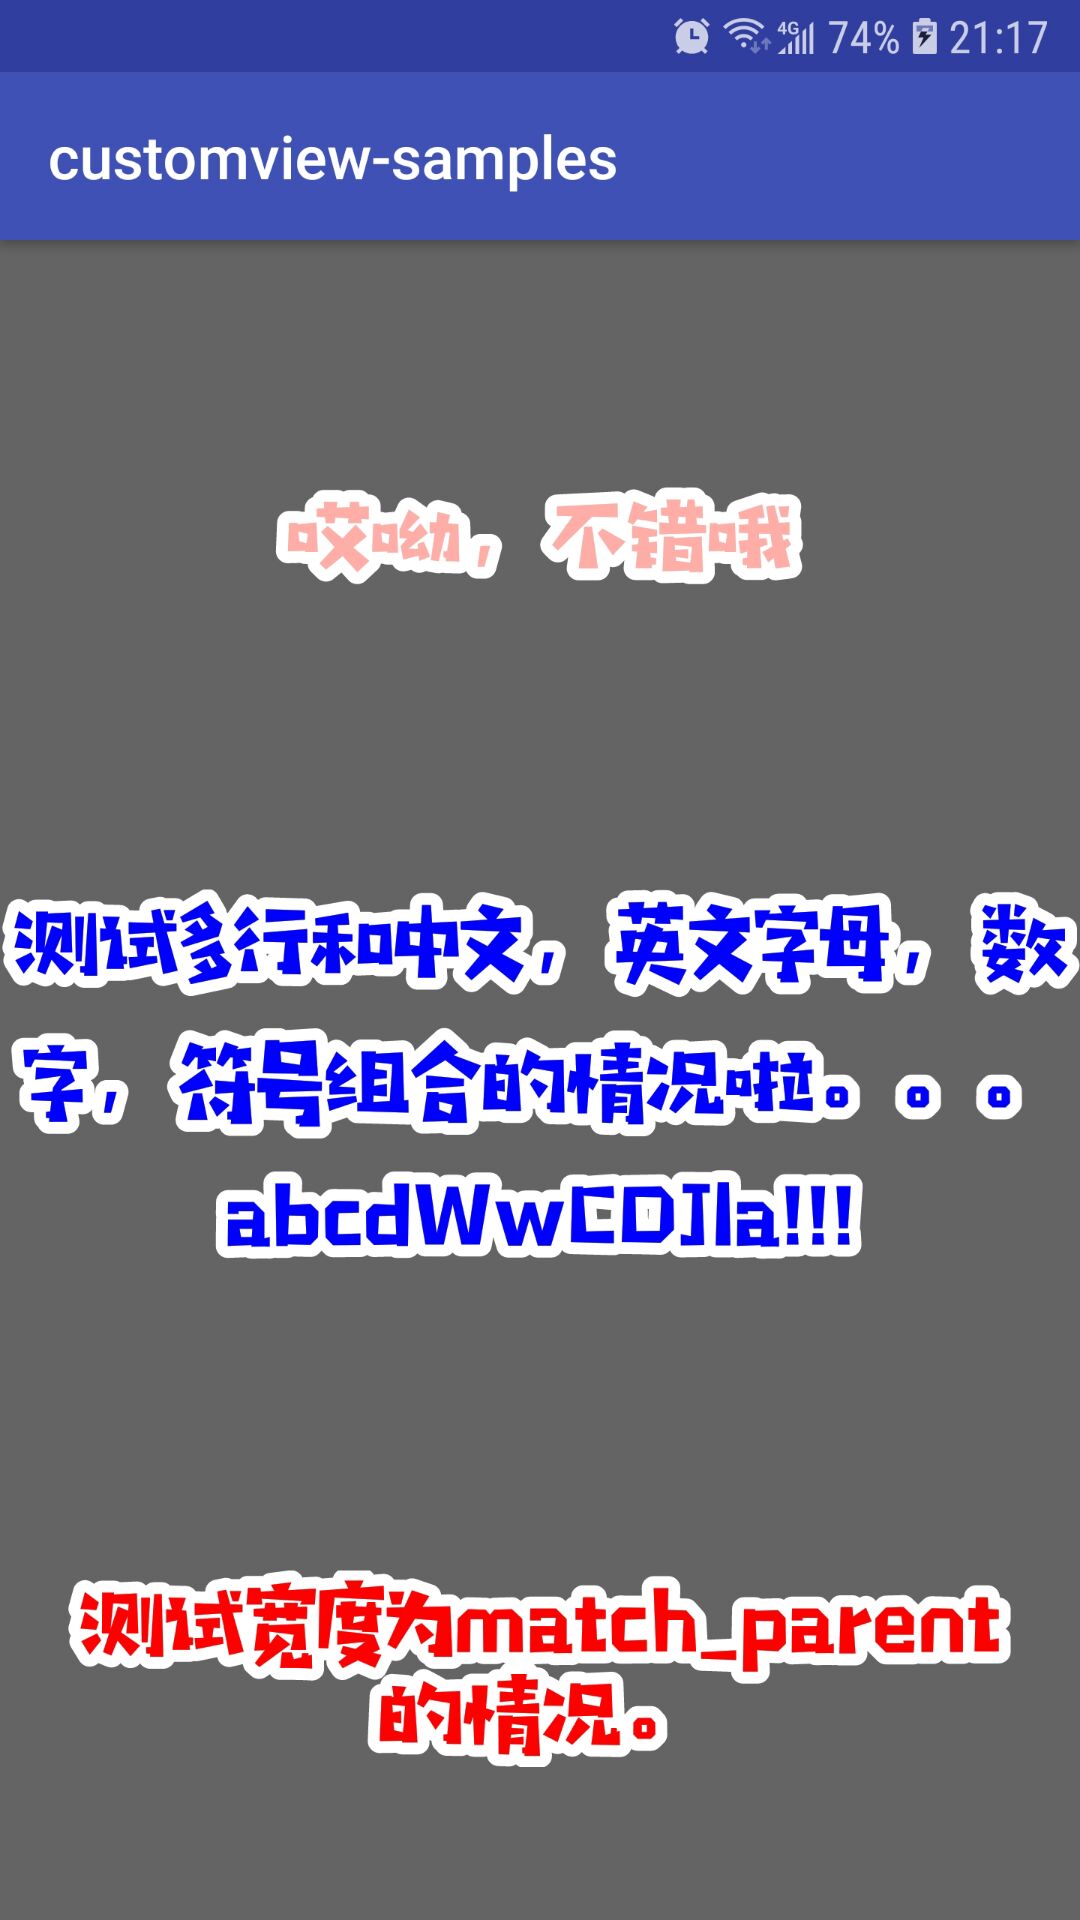 4G 74% 21:17
customview-samples
哎呦，不错哦
测试多行和中文，英文字母，数
字，符号组合的情况啦。。。
abcdWwCDIla!!!
测试宽度为match_parent
的情况。